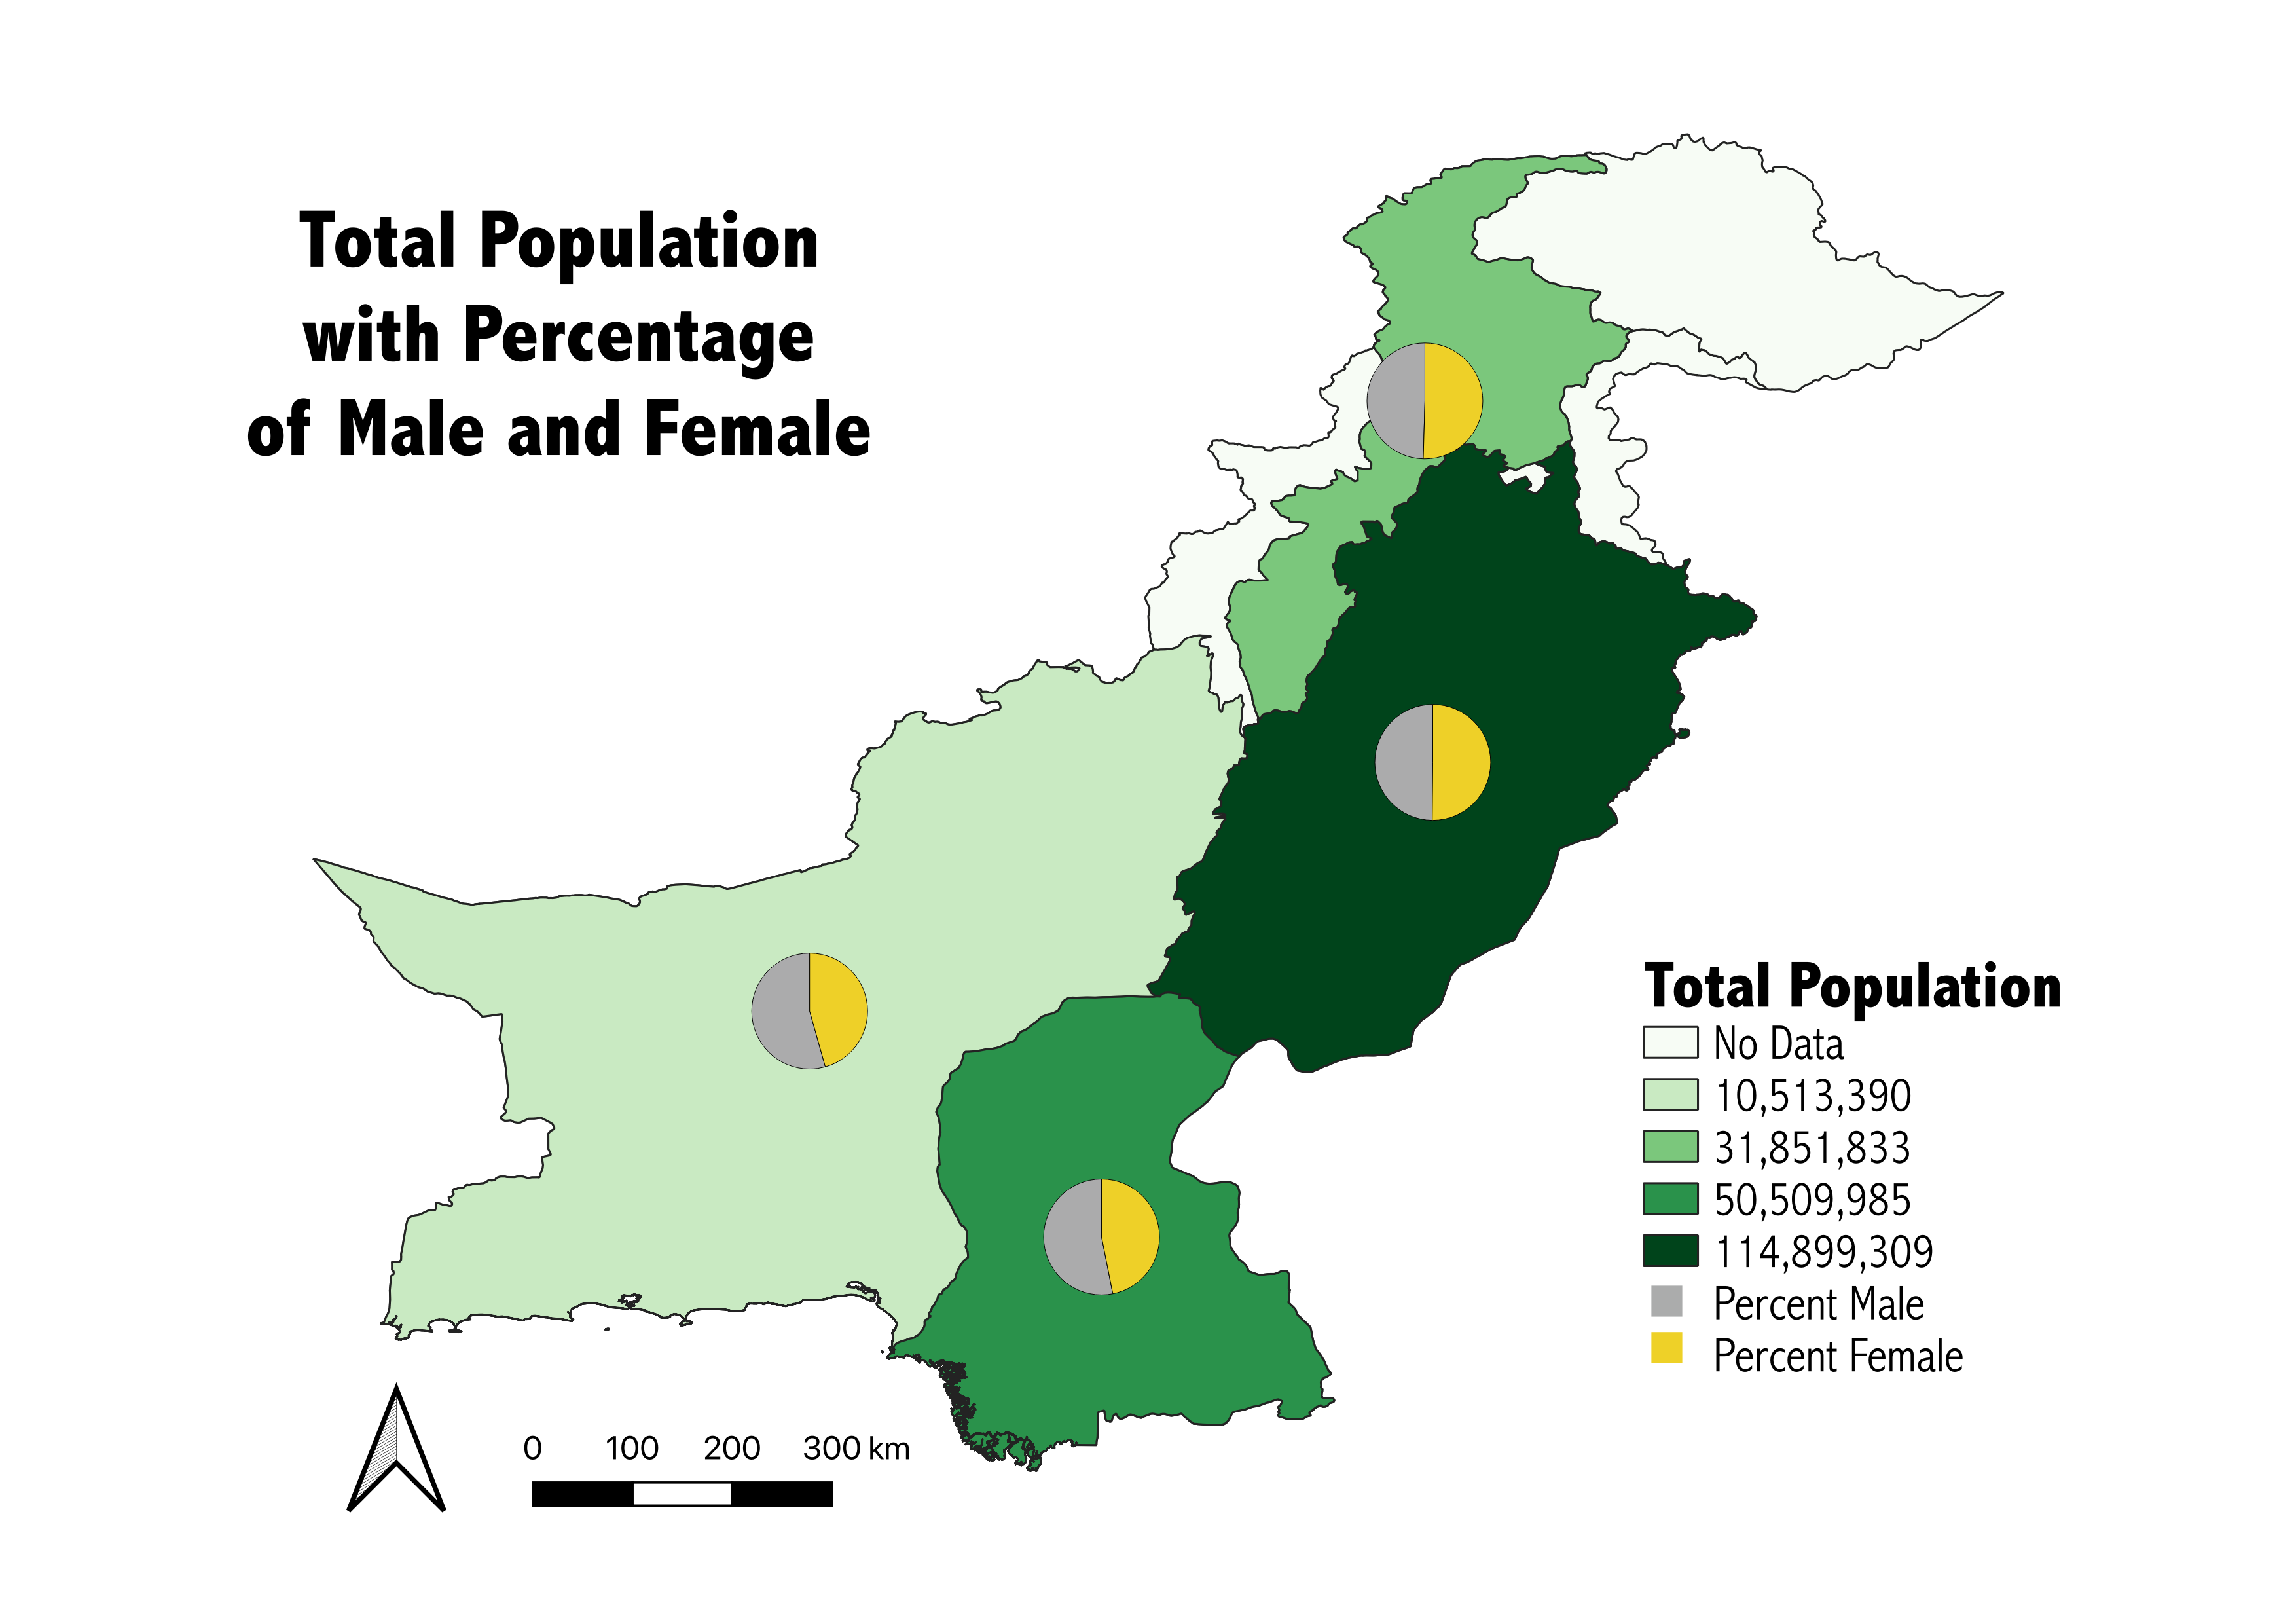 Total Population
with Percentage
of Male and Female
Total Population
No Data
10,513,390
31,851,833
50,509,985
114,899,309
Percent Male
Percent Female
0 100 200 300 km